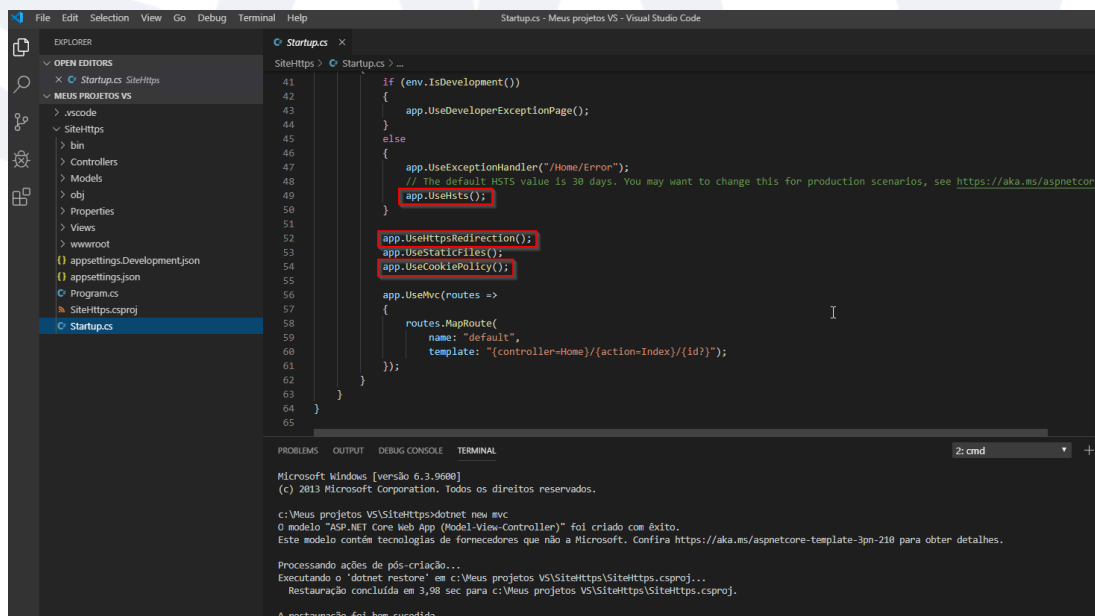 File Edit Selection View Go Debug Terminal Help
Startup.cs - Meus projetos VS - Visual Studio Code
EXPLORER
OPEN EDITORS
Startup.cs SiteHttps
MEUS PROJETOS VS
.vscode
SiteHttps
bin
Controllers
Models
obj
Properties
Views
wwwroot
appsettings.Development.json
appsettings.json
Program.cs
SiteHttps.csproj
Startup.cs
Startup.cs
SiteHttps > Startup.cs > ...
41 if (env.IsDevelopment())
42 {
43 app.UseDeveloperExceptionPage();
44 }
45 else
46 {
47 app.UseExceptionHandler("/Home/Error");
48 // The default HSTS value is 30 days. You may want to change this for production scenarios, see https://aka.ms/aspnetcor
49 app.UseHsts();
50 }
51
52 app.UseHttpsRedirection();
53 app.UseStaticFiles();
54 app.UseCookiePolicy();
55
56 app.UseMvc(routes =>
57 {
58 routes.MapRoute(
59 name: "default",
60 template: "{controller=Home}/{action=Index}/{id?}");
61 });
62 }
63 }
64 }
65
PROBLEMS OUTPUT DEBUG CONSOLE TERMINAL
2: cmd
Microsoft Windows [versão 6.3.9600]
(c) 2013 Microsoft Corporation. Todos os direitos reservados.
c:\Meus projetos VS\SiteHttps>dotnet new mvc
O modelo "ASP.NET Core Web App (Model-View-Controller)" foi criado com êxito.
Este modelo contém tecnologias de fornecedores que não a Microsoft. Confira https://aka.ms/aspnetcore-template-3pn-210 para obter detalhes.
Processando ações de pós-criação...
Executando o 'dotnet restore' em c:\Meus projetos VS\SiteHttps\SiteHttps.csproj...
Restauração concluída em 3,98 sec para c:\Meus projetos VS\SiteHttps\SiteHttps.csproj.
A restauração foi bem sucedida